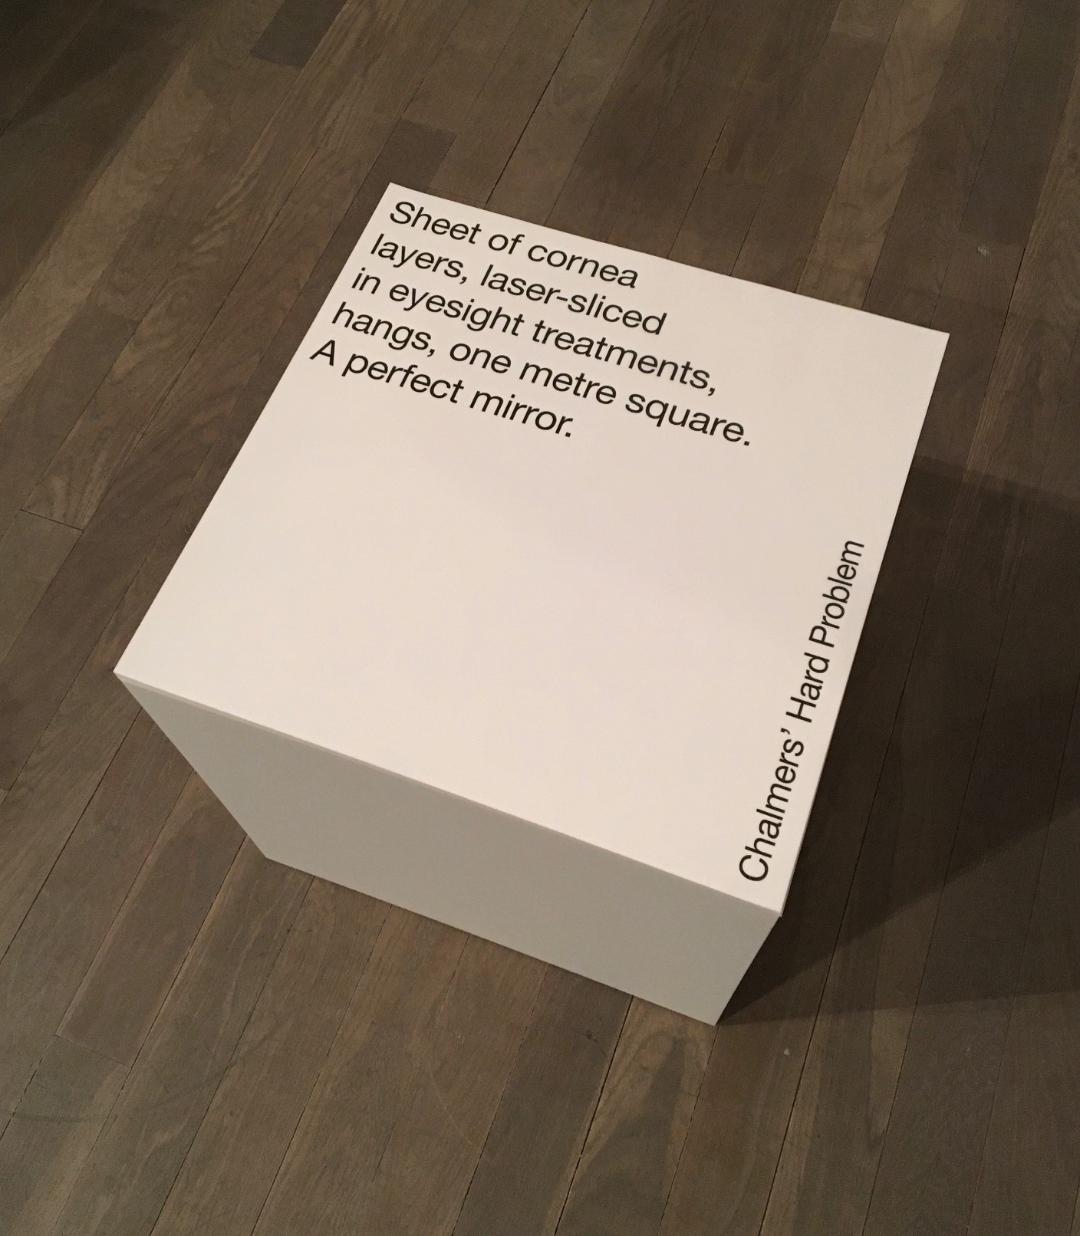 Sheet of cornea
layers, laser-sliced
in eyesight treatments,
hangs, one metre square.
A perfect mirror.
Chalmers’ Hard Problem